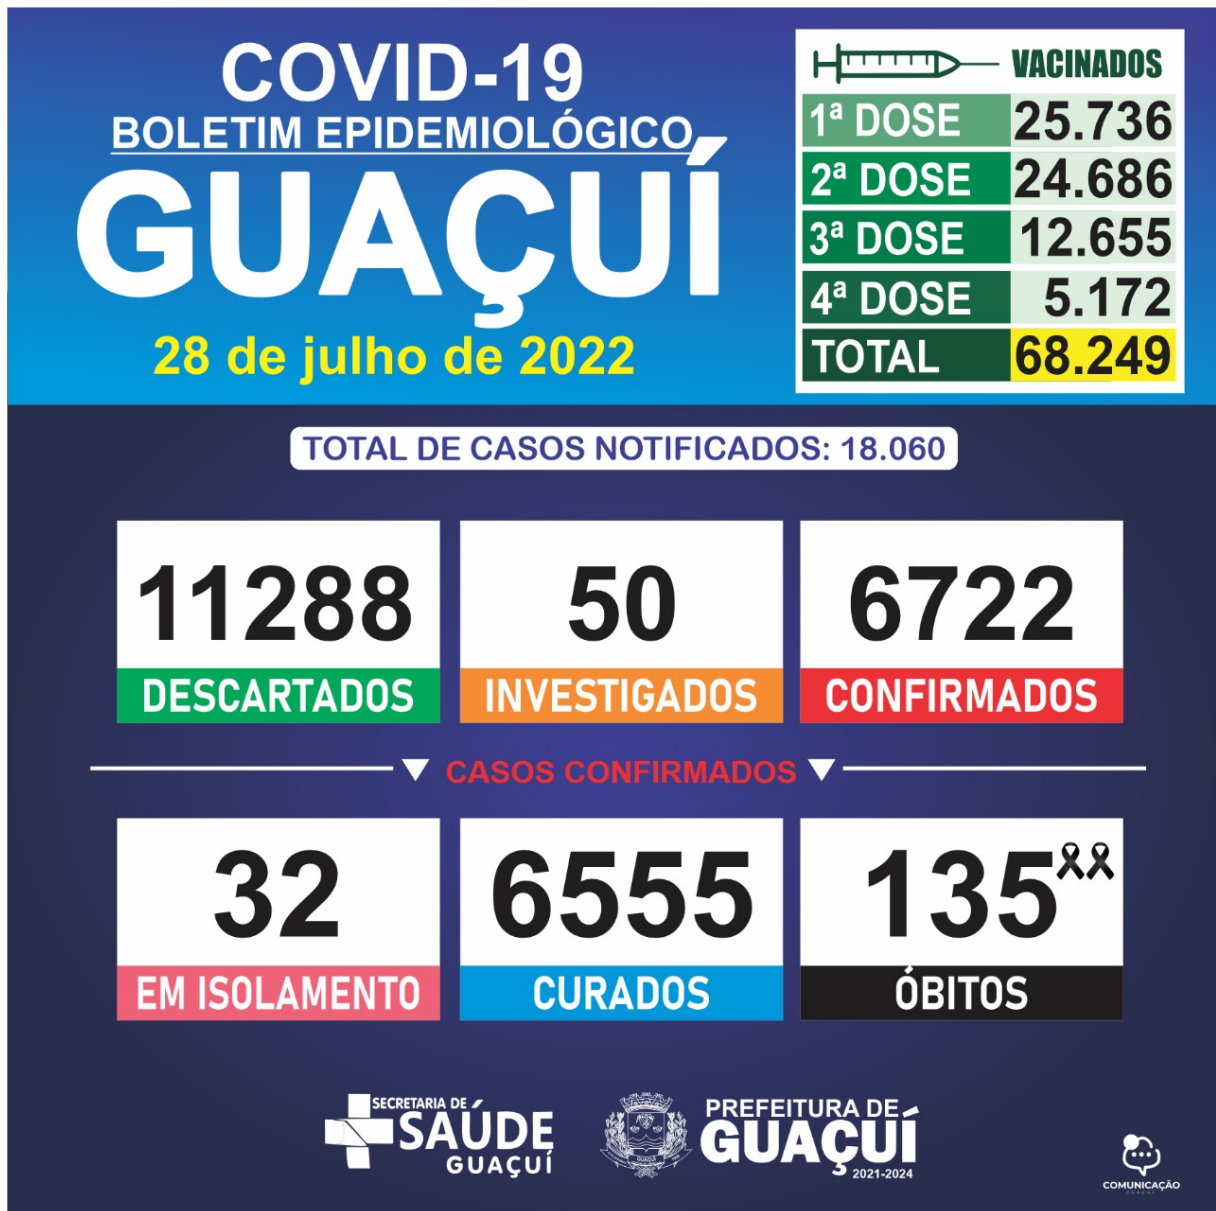 COVID-19
BOLETIM EPIDEMIOLÓGICO
GUAÇUÍ
28 de julho de 2022
VACINADOS
1ª DOSE 25.736
2ª DOSE 24.686
3ª DOSE 12.655
4ª DOSE 5.172
TOTAL 68.249
TOTAL DE CASOS NOTIFICADOS: 18.060
11288
DESCARTADOS
50
INVESTIGADOS
6722
CONFIRMADOS
CASOS CONFIRMADOS
32
EM ISOLAMENTO
6555
CURADOS
135
ÓBITOS
SECRETARIA DE
SAÚDE
GUAÇUÍ
GUAÇUÍ
PREFEITURA DE
GUAÇUÍ
2021-2024
COMUNICAÇÃO
GUAÇUÍ